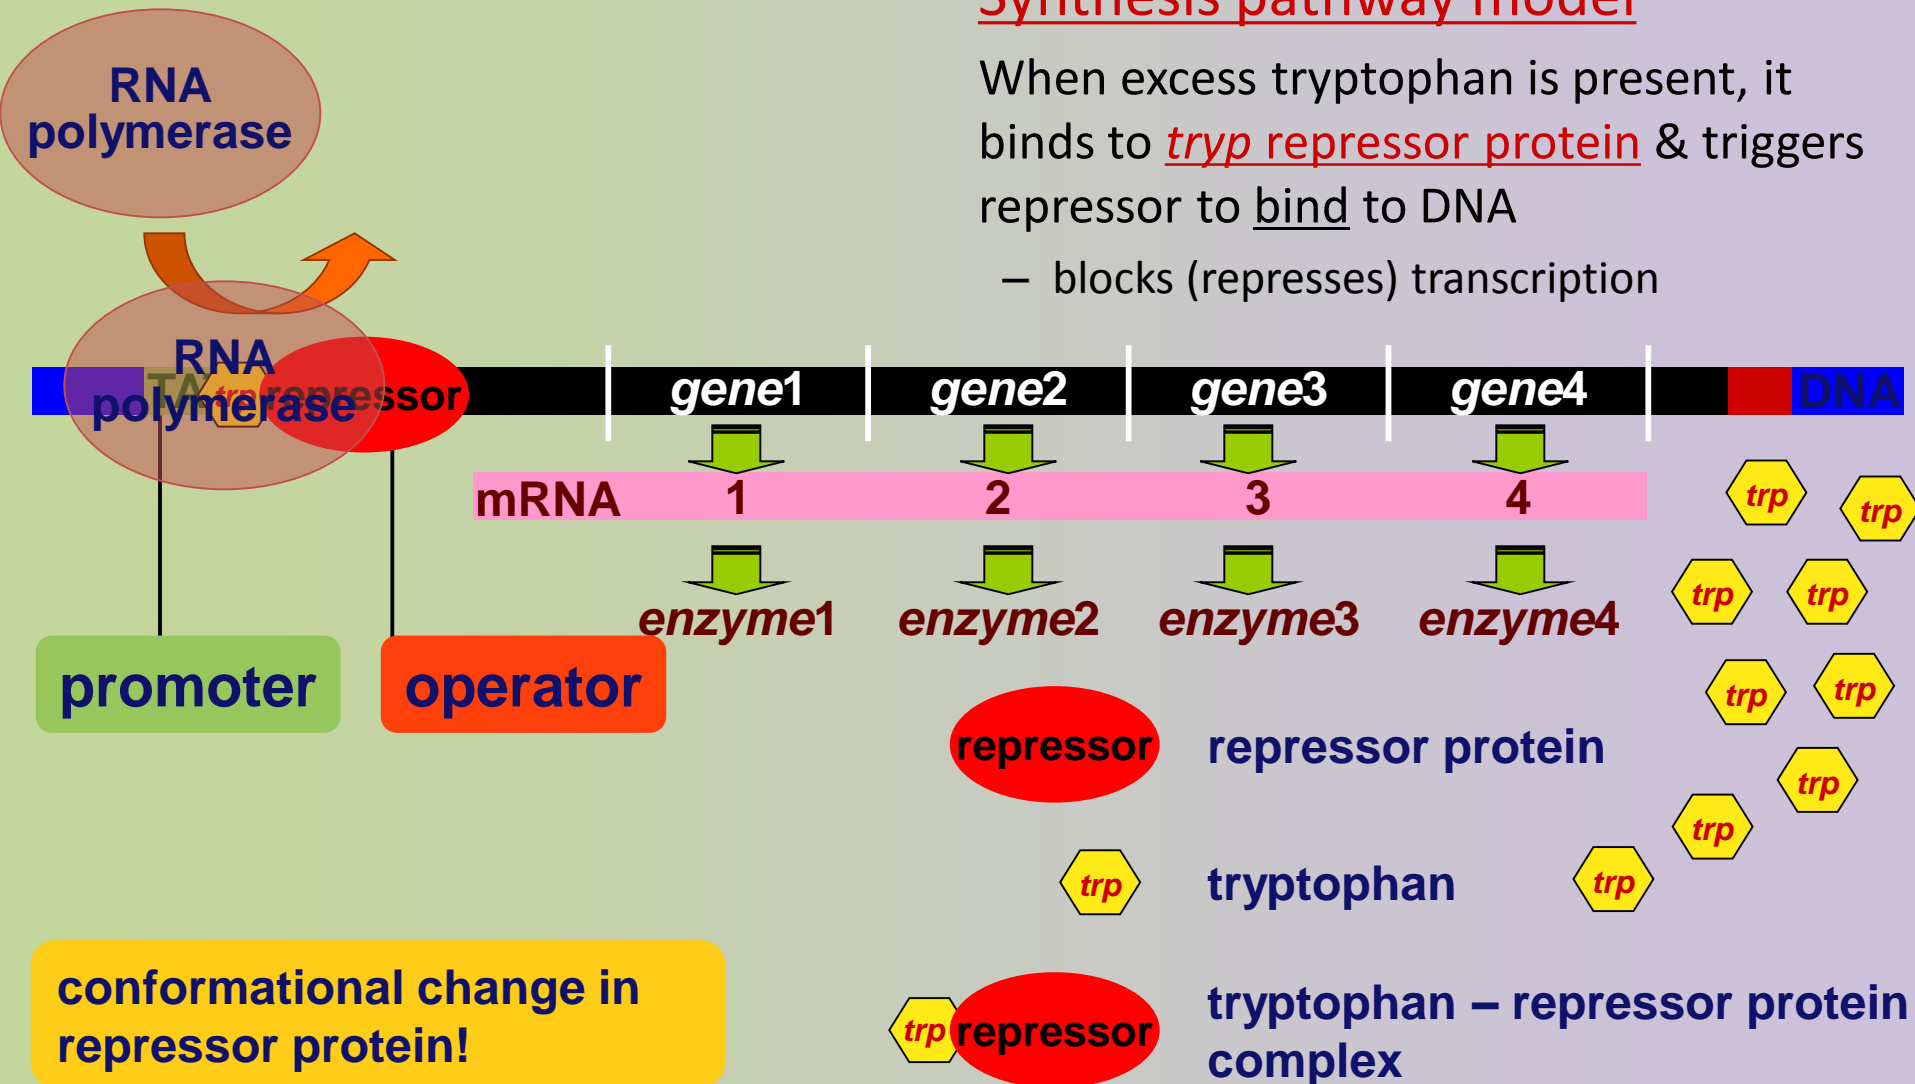 Synthesis pathway model
When excess tryptophan is present, it
binds to tryp repressor protein & triggers
repressor to bind to DNA
– blocks (represses) transcription
RNA
polymerase
RNA
polymerase
trp
repressor
gene1
gene2
gene3
gene4
DNA
mRNA
1
2
3
4
trp
trp
enzyme1
enzyme2
enzyme3
enzyme4
trp
trp
promoter
operator
trp
trp
repressor
repressor protein
trp
trp
trp
tryptophan
trp
conformational change in
repressor protein!
trp
repressor
tryptophan – repressor protein
complex